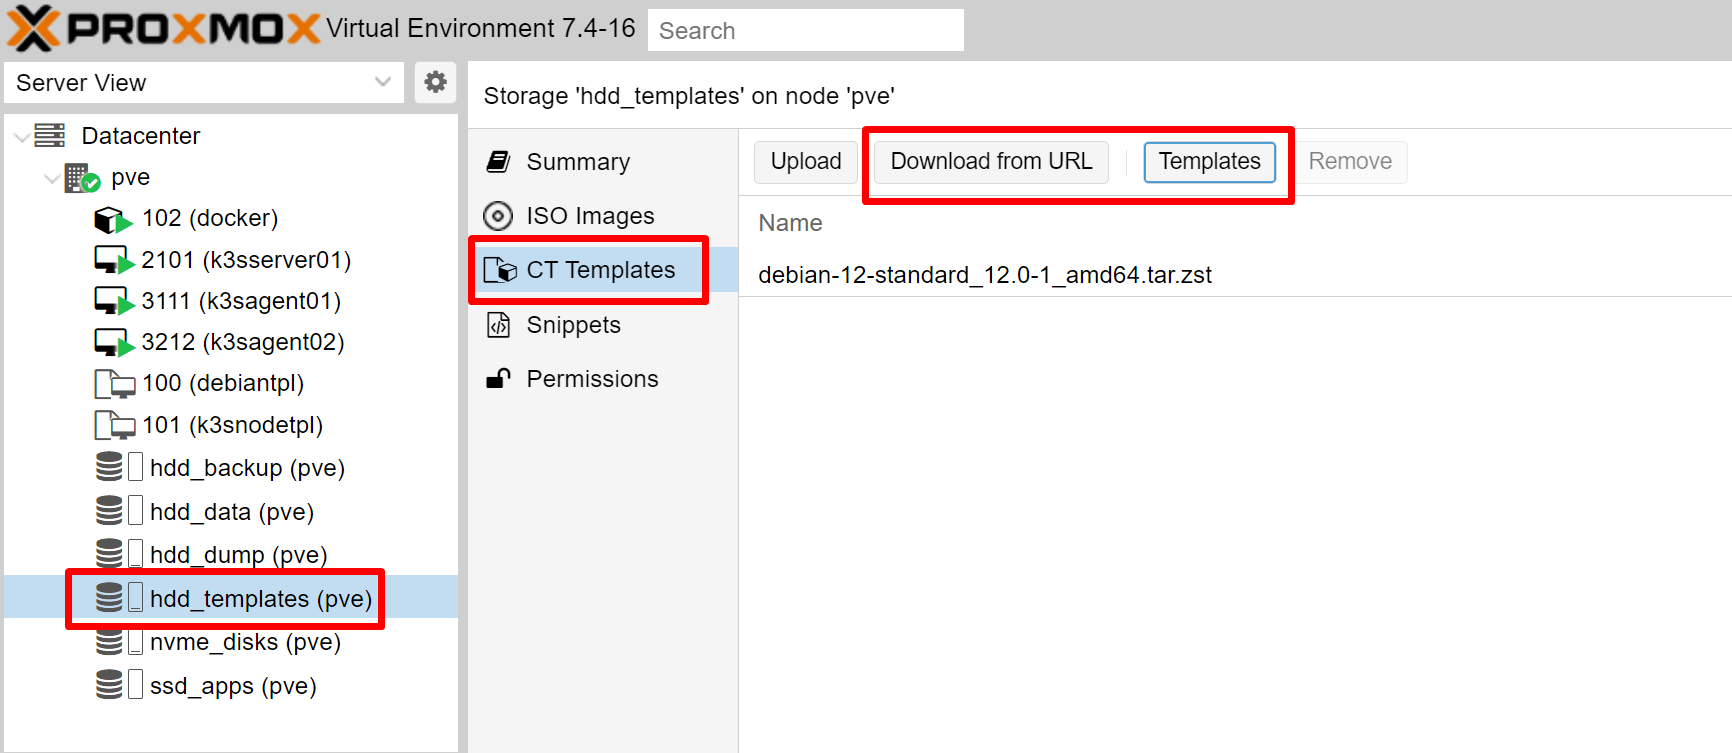 PROXMOX Virtual Environment 7.4-16 Search
Server View
Datacenter
pve
102 (docker)
2101 (k3sserver01)
3111 (k3sagent01)
3212 (k3sagent02)
100 (debiantpl)
101 (k3snodetpl)
hdd_backup (pve)
hdd_data (pve)
hdd_dump (pve)
hdd_templates (pve)
nvme_disks (pve)
ssd_apps (pve)
Storage 'hdd_templates' on node 'pve'
Summary
ISO Images
CT Templates
Snippets
Permissions
Upload Download from URL Templates Remove
Name
debian-12-standard_12.0-1_amd64.tar.zst